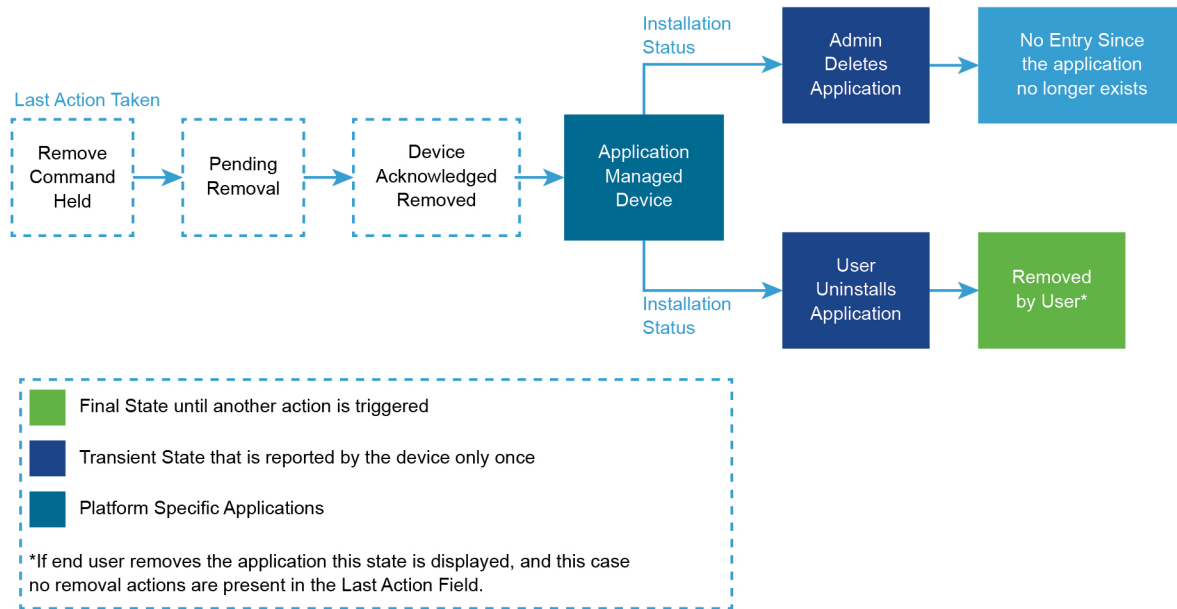 Last Action Taken
Remove
Command
Held
Pending
Removal
Device
Acknowledged
Removed
Application
Managed
Device
Installation
Status
Admin
Deletes
Application
No Entry Since
the application
no longer exists
Installation
Status
User
Uninstalls
Application
Removed
by User*
Final State until another action is triggered
Transient State that is reported by the device only once
Platform Specific Applications
*If end user removes the application this state is displayed, and this case
no removal actions are present in the Last Action Field.